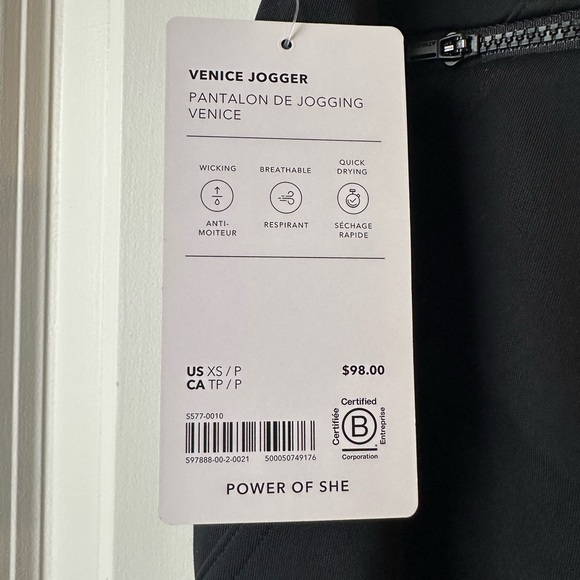 VENICE JOGGER
PANTALON DE JOGGING
VENICE
WICKING
BREATHABLE
QUICK
DRYING
ANTI-
MOITEUR
RESPIRANT
SÉCHAGE
RAPIDE
US XS / P
$98.00
CA TP / P
S577-0010
597888-00-2-0021 500050749176
Certified
Certifiée
B
Entreprise
Corporation
POWER OF SHE